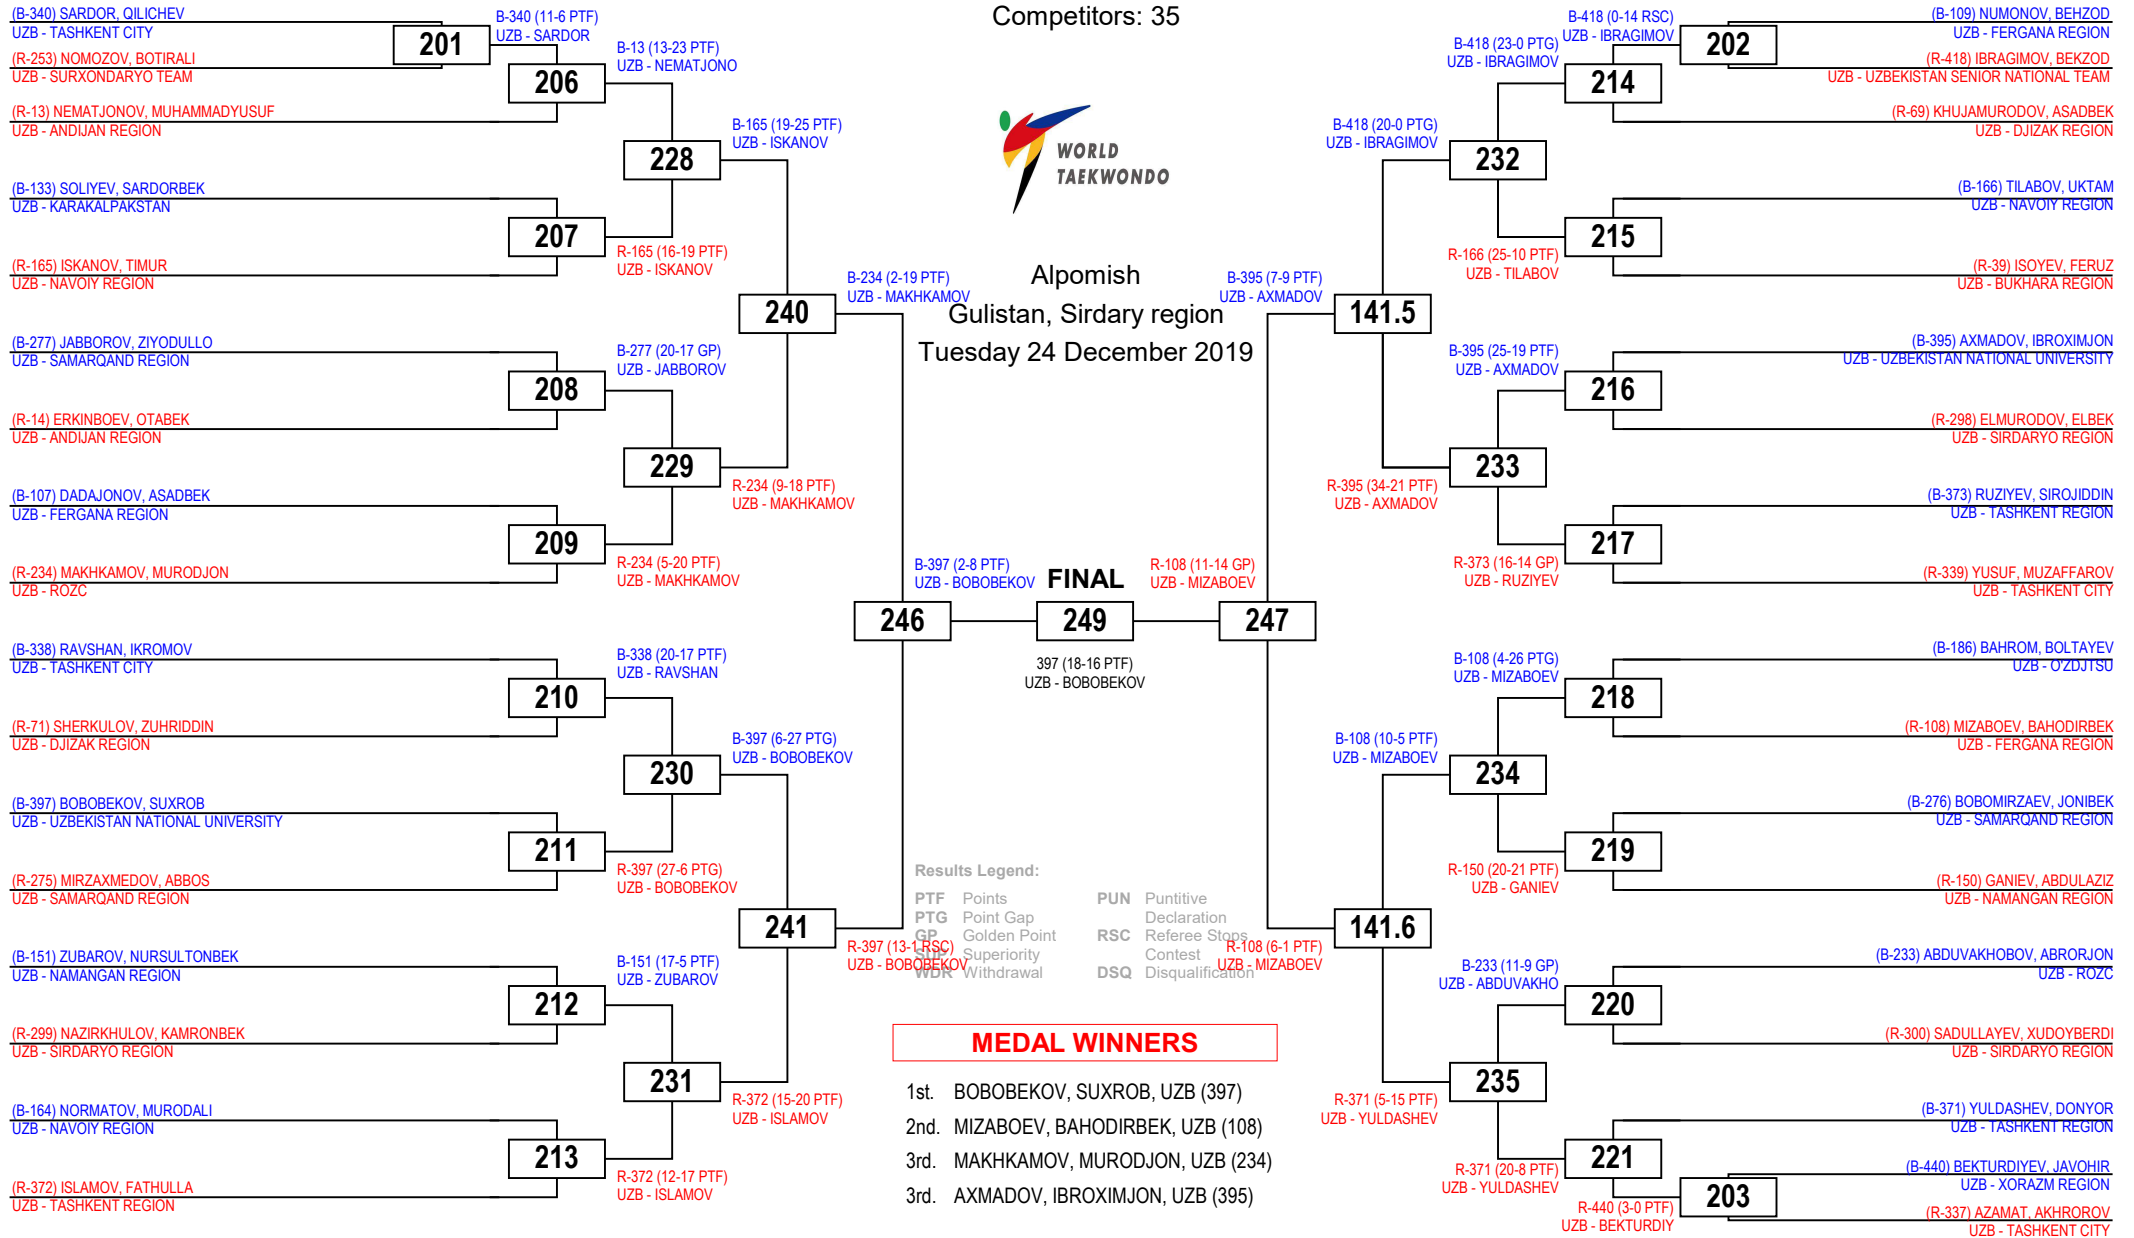 Competitors: 35
(B-340) SARDOR, QILICHEV
UZB - TASHKENT CITY
(R-253) NOMOZOV, BOTIRALI
UZB - SURXONDARYO TEAM
(R-13) NEMATJONOV, MUHAMMADYUSUF
UZB - ANDIJAN REGION
(B-133) SOLIYEV, SARDORBEK
UZB - KARAKALPAKSTAN
(R-165) ISKANOV, TIMUR
UZB - NAVOIY REGION
(B-277) JABBOROV, ZIYODULLO
UZB - SAMARQAND REGION
(R-14) ERKINBOEV, OTABEK
UZB - ANDIJAN REGION
(B-107) DADAJONOV, ASADBEK
UZB - FERGANA REGION
(R-234) MAKHKAMOV, MURODJON
UZB - ROZC
(B-338) RAVSHAN, IKROMOV
UZB - TASHKENT CITY
(R-71) SHERKULOV, ZUHRIDDIN
UZB - DJIZAK REGION
(B-397) BOBOBEKOV, SUXROB
UZB - UZBEKISTAN NATIONAL UNIVERSITY
(R-275) MIRZAXMEDOV, ABBOS
UZB - SAMARQAND REGION
(B-151) ZUBAROV, NURSULTONBEK
UZB - NAMANGAN REGION
(R-299) NAZIRKHULOV, KAMRONBEK
UZB - SIRDARYO REGION
(B-164) NORMATOV, MURODALI
UZB - NAVOIY REGION
(R-372) ISLAMOV, FATHULLA
UZB - TASHKENT REGION
201
B-340 (11-6 PTF)
UZB - SARDOR
206
B-13 (13-23 PTF)
UZB - NEMATJONO
207
R-165 (16-19 PTF)
UZB - ISKANOV
208
B-277 (20-17 GP)
UZB - JABBOROV
209
R-234 (5-20 PTF)
UZB - MAKHKAMOV
210
B-338 (20-17 PTF)
UZB - RAVSHAN
211
R-397 (27-6 PTG)
UZB - BOBOBEKOV
212
B-151 (17-5 PTF)
UZB - ZUBAROV
213
R-372 (12-17 PTF)
UZB - ISLAMOV
228
B-165 (19-25 PTF)
UZB - ISKANOV
229
R-234 (9-18 PTF)
UZB - MAKHKAMOV
230
B-397 (6-27 PTG)
UZB - BOBOBEKOV
231
R-372 (15-20 PTF)
UZB - ISLAMOV
240
B-234 (2-19 PTF)
UZB - MAKHKAMOV
241
R-397 (13-1 RSC)
UZB - BOBOBEKOV
246
B-397 (2-8 PTF)
UZB - BOBOBEKOV
WORLD
TAEKWONDO
Alpomish
Gulistan, Sirdary region
Tuesday 24 December 2019
FINAL
249
397 (18-16 PTF)
UZB - BOBOBEKOV
R-108 (11-14 GP)
UZB - MIZABOEV
247
B-395 (7-9 PTF)
UZB - AXMADOV
141.5
R-108 (6-1 PTF)
UZB - MIZABOEV
141.6
B-418 (20-0 PTG)
UZB - IBRAGIMOV
232
R-395 (34-21 PTF)
UZB - AXMADOV
233
B-108 (10-5 PTF)
UZB - MIZABOEV
234
R-371 (5-15 PTF)
UZB - YULDASHEV
235
B-418 (23-0 PTG)
UZB - IBRAGIMOV
214
R-166 (25-10 PTF)
UZB - TILABOV
215
B-395 (25-19 PTF)
UZB - AXMADOV
216
R-373 (16-14 GP)
UZB - RUZIYEV
217
B-108 (4-26 PTG)
UZB - MIZABOEV
218
R-150 (20-21 PTF)
UZB - GANIEV
219
B-233 (11-9 GP)
UZB - ABDUVAKHO
220
R-371 (20-8 PTF)
UZB - YULDASHEV
221
B-418 (0-14 RSC)
UZB - IBRAGIMOV
202
R-440 (3-0 PTF)
UZB - BEKTURDIY
203
(B-109) NUMONOV, BEHZOD
UZB - FERGANA REGION
(R-418) IBRAGIMOV, BEKZOD
UZB - UZBEKISTAN SENIOR NATIONAL TEAM
(R-69) KHUJAMURODOV, ASADBEK
UZB - DJIZAK REGION
(B-166) TILABOV, UKTAM
UZB - NAVOIY REGION
(R-39) ISOYEV, FERUZ
UZB - BUKHARA REGION
(B-395) AXMADOV, IBROXIMJON
UZB - UZBEKISTAN NATIONAL UNIVERSITY
(R-298) ELMURODOV, ELBEK
UZB - SIRDARYO REGION
(B-373) RUZIYEV, SIROJIDDIN
UZB - TASHKENT REGION
(R-339) YUSUF, MUZAFFAROV
UZB - TASHKENT CITY
(B-186) BAHROM, BOLTAYEV
UZB - O'ZDJTSU
(R-108) MIZABOEV, BAHODIRBEK
UZB - FERGANA REGION
(B-276) BOBOMIRZAEV, JONIBEK
UZB - SAMARQAND REGION
(R-150) GANIEV, ABDULAZIZ
UZB - NAMANGAN REGION
(B-233) ABDUVAKHOBOV, ABRORJON
UZB - ROZC
(R-300) SADULLAYEV, XUDOYBERDI
UZB - SIRDARYO REGION
(B-371) YULDASHEV, DONYOR
UZB - TASHKENT REGION
(B-440) BEKTURDIYEV, JAVOHIR
UZB - XORAZM REGION
(R-337) AZAMAT, AKHROROV
UZB - TASHKENT CITY
Results Legend:
PTF Points
PTG Point Gap
GP Golden Point
SUP Superiority
WDR Withdrawal
PUN Puntitive
Declaration
RSC Referee Stops
Contest
DSQ Disqualification
MEDAL WINNERS
1st. BOBOBEKOV, SUXROB, UZB (397)
2nd. MIZABOEV, BAHODIRBEK, UZB (108)
3rd. MAKHKAMOV, MURODJON, UZB (234)
3rd. AXMADOV, IBROXIMJON, UZB (395)